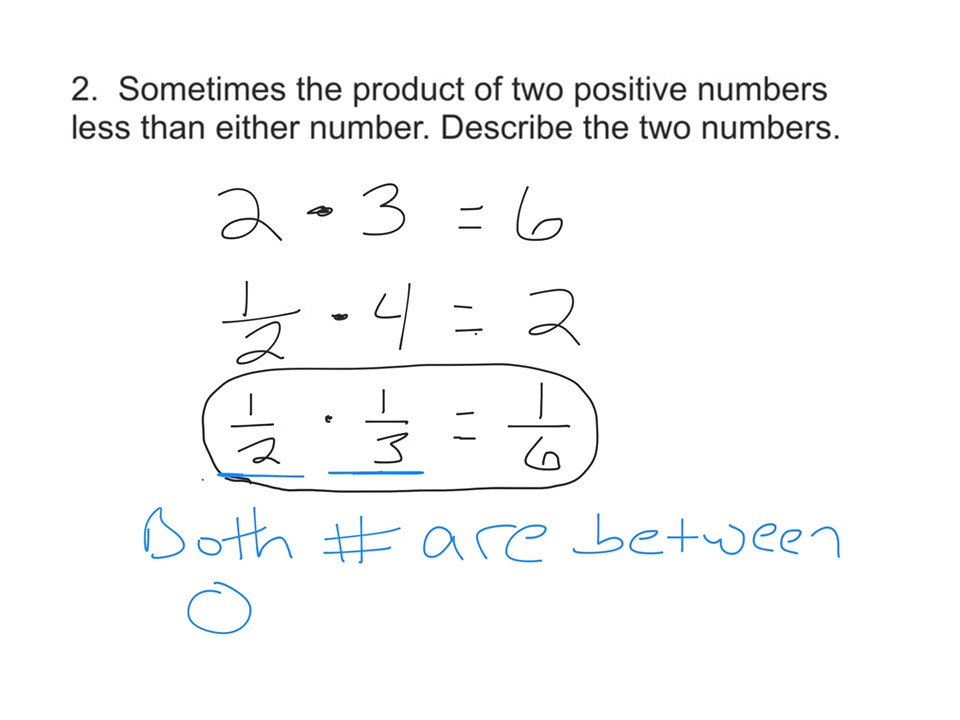 2. Sometimes the product of two positive numbers
less than either number. Describe the two numbers.
2 · 3 = 6
1/2 · 4 = 2
1/2 · 1/3 = 1/6
Both # are between
0